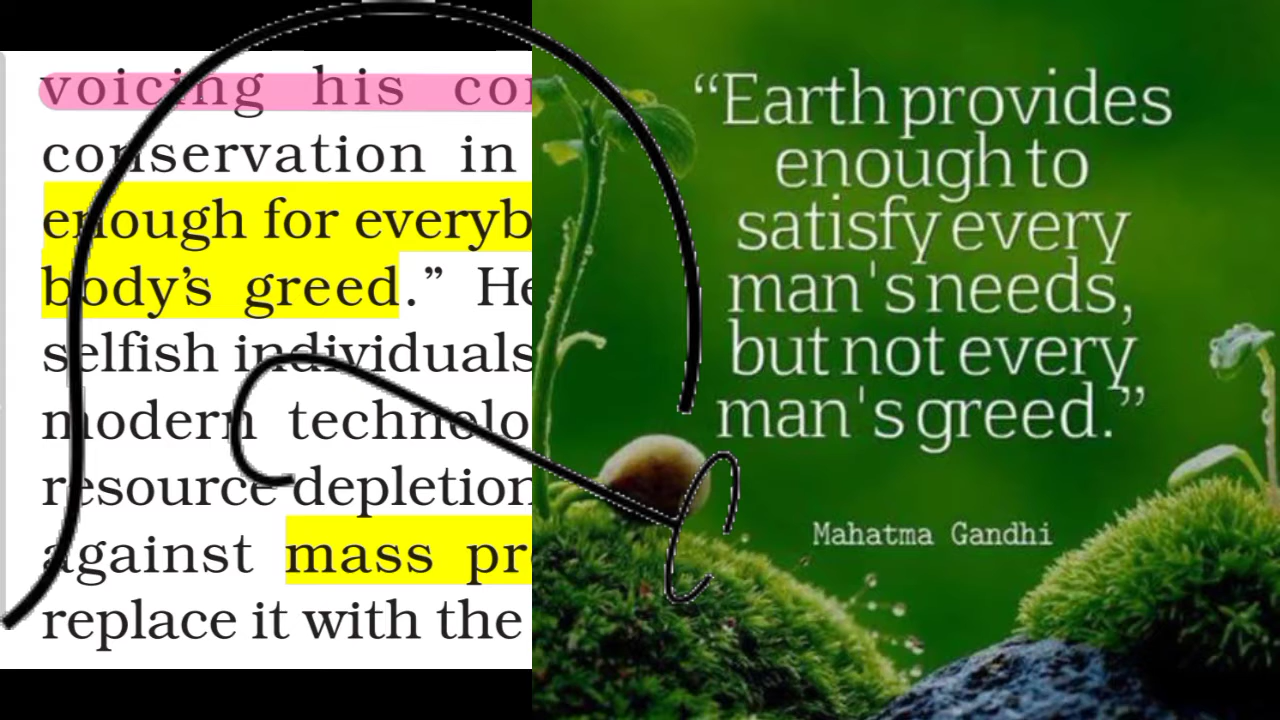 voicing his
conservation in
enough for everyb
body’s greed.” He
selfish individuals
modern technolo
resource depletion
against mass pr
replace it with the
“Earth provides
enough to
satisfy every
man's needs,
but not every
man's greed.”
Mahatma Gandhi